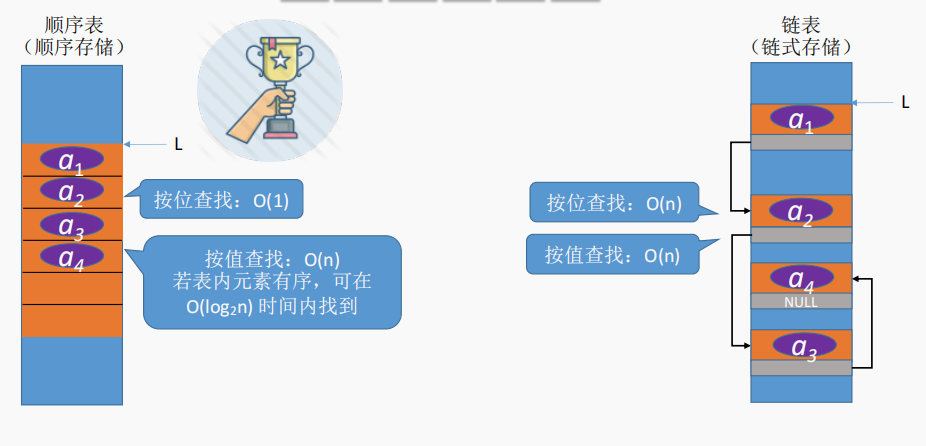 顺序表
（顺序存储）
L
a1
a2
a3
a4
按位查找：O(1)
按值查找：O(n)
若表内元素有序，可在
O(log₂n) 时间内找到
链表
（链式存储）
L
a1
a2
a4
NULL
a3
按位查找：O(n)
按值查找：O(n)